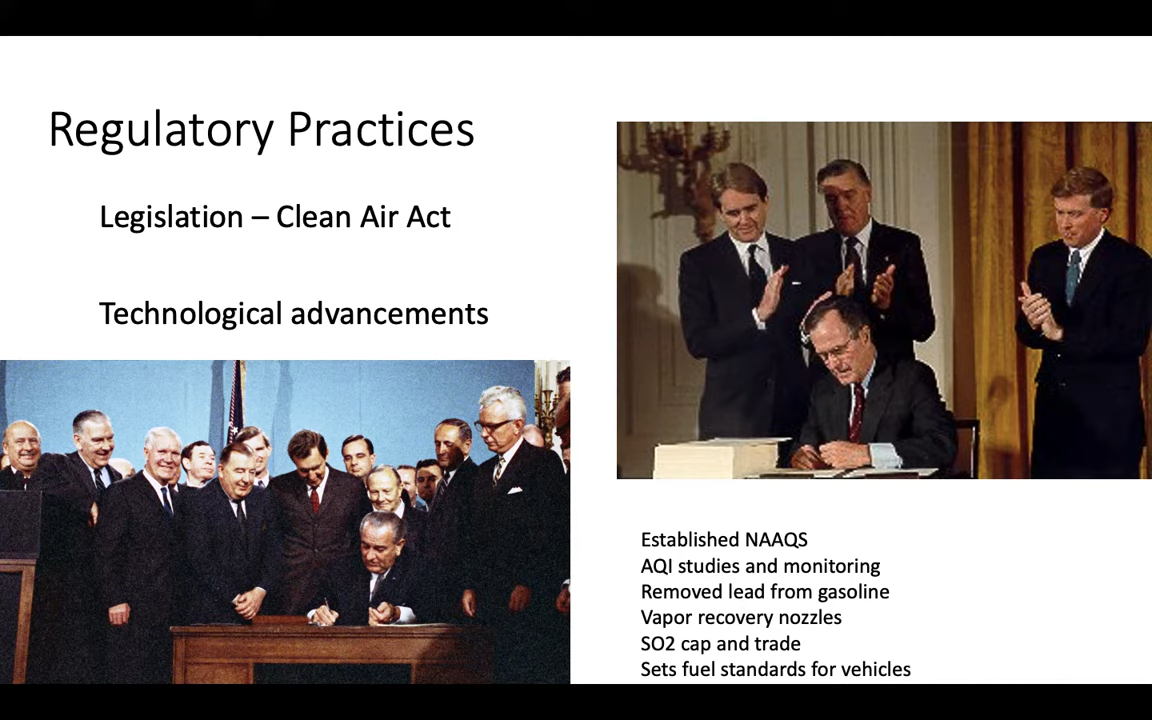 Regulatory Practices
Legislation – Clean Air Act
Technological advancements
Established NAAQS
AQI studies and monitoring
Removed lead from gasoline
Vapor recovery nozzles
SO2 cap and trade
Sets fuel standards for vehicles